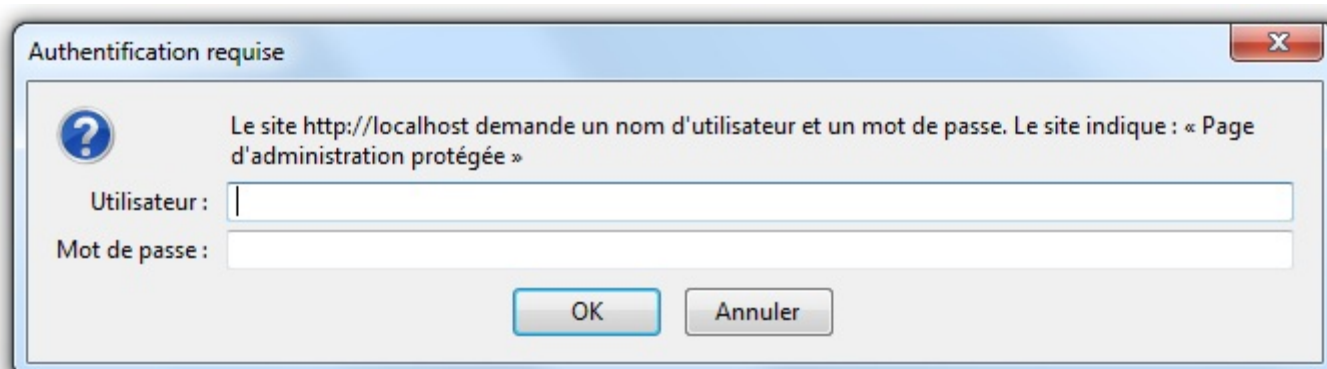 Authentification requise
Le site http://localhost demande un nom d'utilisateur et un mot de passe. Le site indique : « Page
d'administration protégée »
Utilisateur :
Mot de passe :
OK
Annuler